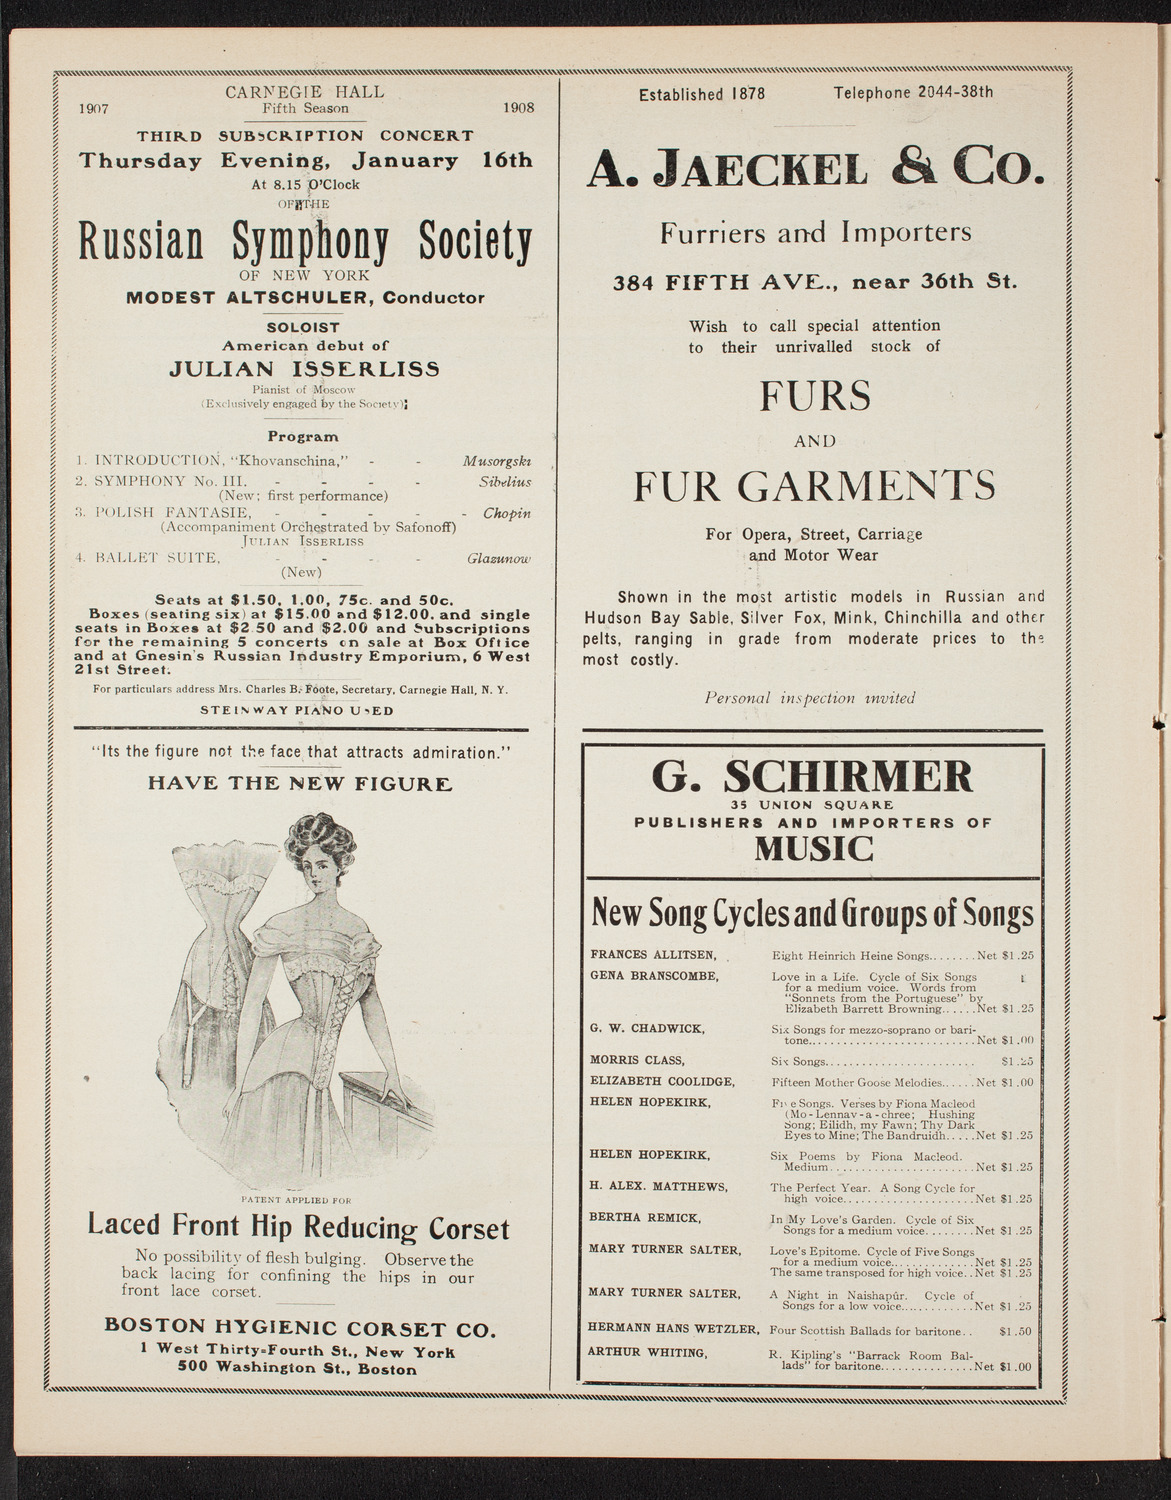 CARNEGIE HALL
1907 Fifth Season 1908
THIRD SUBSCRIPTION CONCERT
Thursday Evening, January 16th
At 8.15 O'Clock
OF THE
Russian Symphony Society
OF NEW YORK
MODEST ALTSCHULER, Conductor
SOLOIST
American debut of
JULIAN ISSERLISS
Pianist of Moscow
(Exclusively engaged by the Society)
Program
1. INTRODUCTION, "Khovanschina," - - Musorgski
2. SYMPHONY No. III. - - - - Sibelius
(New; first performance)
3. POLISH FANTASIE, - - - - - Chopin
(Accompaniment Orchestrated by Safonoff)
JULIAN ISSERLISS
4. BALLET SUITE, - - - - Glazunow
(New)
Seats at $1.50, 1.00, 75c. and 50c.
Boxes (seating six) at $15.00 and $12.00. and single
seats in Boxes at $2 50 and $2.00 and Subscriptions
for the remaining 5 concerts on sale at Box Office
and at Gnesin's Russian Industry Emporium, 6 West
21st Street.
For particulars address Mrs. Charles B. Foote, Secretary, Carnegie Hall, N. Y.
STEINWAY PIANO USED
"Its the figure not the face that attracts admiration."
HAVE THE NEW FIGURE
PATENT APPLIED FOR
Laced Front Hip Reducing Corset
No possibility of flesh bulging. Observe the
back lacing for confining the hips in our
front lace corset.
BOSTON HYGIENIC CORSET CO.
1 West Thirty=Fourth St., New York
500 Washington St., Boston
Established 1878 Telephone 2044-38th
A. JAECKEL & CO.
Furriers and Importers
384 FIFTH AVE., near 36th St.
Wish to call special attention
to their unrivalled stock of
FURS
AND
FUR GARMENTS
For Opera, Street, Carriage
and Motor Wear
Shown in the most artistic models in Russian and
Hudson Bay Sable, Silver Fox, Mink, Chinchilla and other
pelts, ranging in grade from moderate prices to the
most costly.
Personal inspection invited
G. SCHIRMER
35 UNION SQUARE
PUBLISHERS AND IMPORTERS OF
MUSIC
New Song Cycles and Groups of Songs
FRANCES ALLITSEN, Eight Heinrich Heine Songs........Net $1.25
GENA BRANSCOMBE, Love in a Life. Cycle of Six Songs
for a medium voice. Words from
"Sonnets from the Portuguese" by
Elizabeth Barrett Browning......Net $1.25
G. W. CHADWICK, Six Songs for mezzo-soprano or bari-
tone...........................Net $1.00
MORRIS CLASS, Six Songs........................ $1.25
ELIZABETH COOLIDGE, Fifteen Mother Goose Melodies......Net $1.00
HELEN HOPEKIRK, Five Songs. Verses by Fiona Macleod
(Mo-Lennav-a-chree; Hushing
Song; Eilidh, my Fawn; Thy Dark
Eyes to Mine; The Bandruidh.....Net $1.25
HELEN HOPEKIRK, Six Poems by Fiona Macleod.
Medium.......................Net $1.25
H. ALEX. MATTHEWS, The Perfect Year. A Song Cycle for
high voice.....................Net $1.25
BERTHA REMICK, In My Love's Garden. Cycle of Six
Songs for a medium voice........Net $1.25
MARY TURNER SALTER, Love's Epitome. Cycle of Five Songs
for a medium voice.............Net $1.25
The same transposed for high voice..Net $1.25
MARY TURNER SALTER, A Night in Naishapûr. Cycle of
Songs for a low voice............Net $1.25
HERMANN HANS WETZLER, Four Scottish Ballads for baritone.. $1.50
ARTHUR WHITING, R. Kipling's "Barrack Room Bal-
lads" for baritone...............Net $1.00